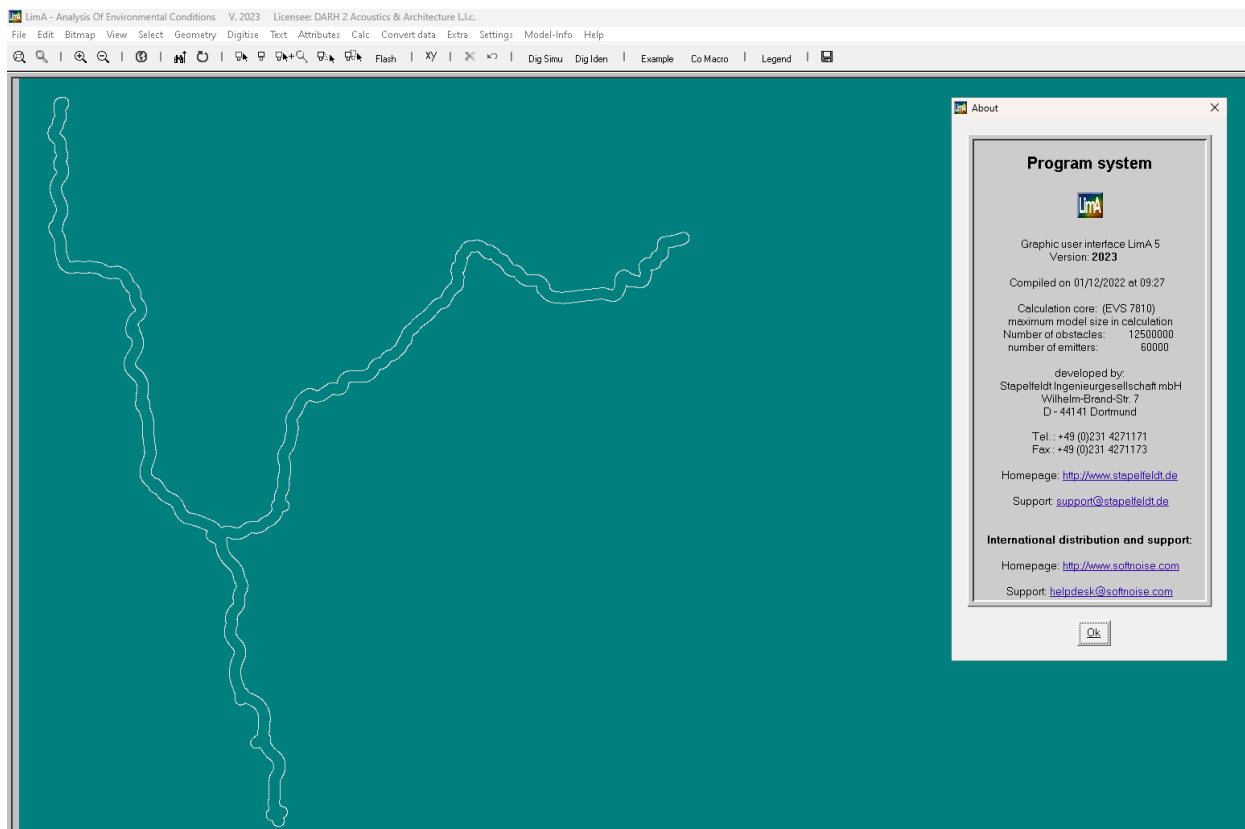 LimA - Analysis Of Environmental Conditions V. 2023 Licensee: DARH 2 Acoustics & Architecture L.l.c.
File Edit Bitmap View Select Geometry Digitise Text Attributes Calc Convert data Extra Settings Model-Info Help
Flash XY Dig Simu Dig Iden Example Co Macro Legend
About
Program system
LimA
Graphic user interface LimA 5
Version: 2023
Compiled on 01/12/2022 at 09:27
Calculation core: (EVS 7810)
maximum model size in calculation
Number of obstacles: 12500000
number of emitters: 60000
developed by:
Stapelfeldt Ingenieurgesellschaft mbH
Wilhelm-Brand-Str. 7
D - 44141 Dortmund
Tel. : +49 (0)231 4271171
Fax : +49 (0)231 4271173
Homepage: http://www.stapelfeldt.de
Support: support@stapelfeldt.de
International distribution and support:
Homepage: http://www.softnoise.com
Support: helpdesk@softnoise.com
Ok